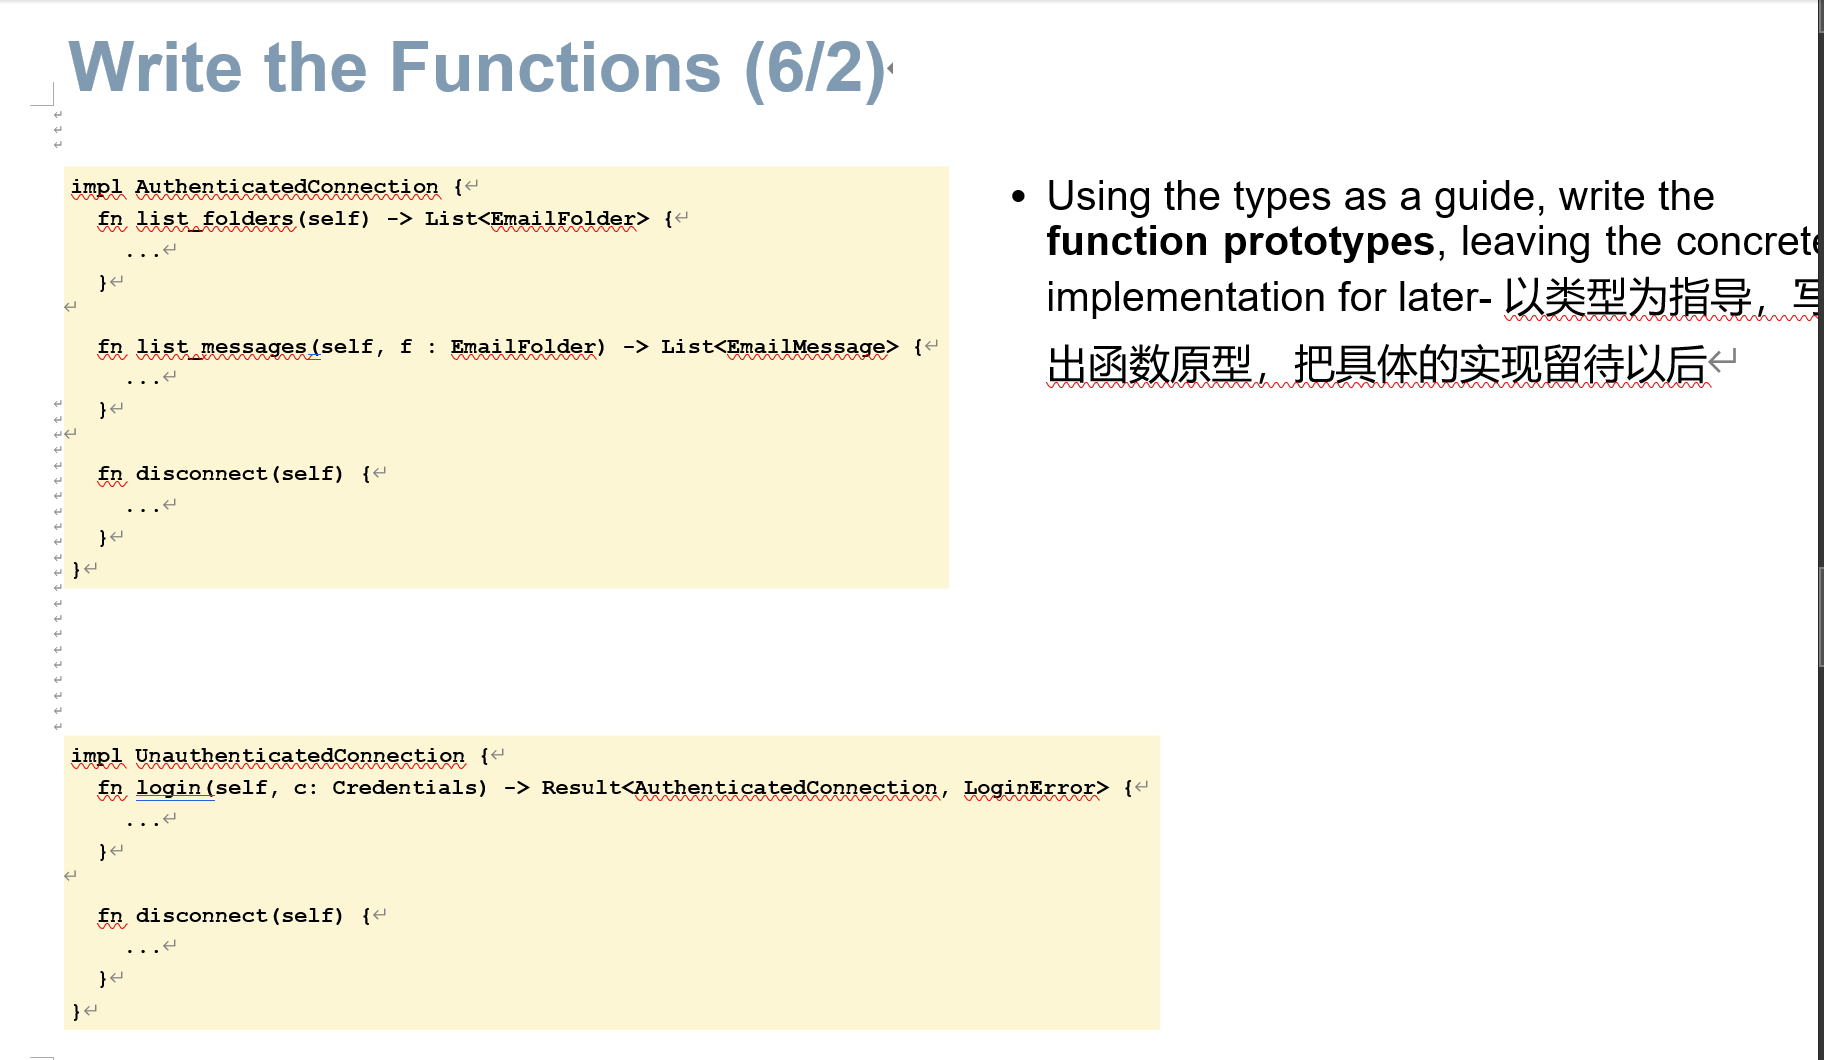 Write the Functions (6/2)
impl AuthenticatedConnection {
fn list_folders(self) -> List<EmailFolder> {
...
}
fn list_messages(self, f : EmailFolder) -> List<EmailMessage> {
...
}
fn disconnect(self) {
...
}
}
• Using the types as a guide, write the
function prototypes, leaving the concrete
implementation for later- 以类型为指导，写
出函数原型，把具体的实现留待以后
impl UnauthenticatedConnection {
fn login(self, c: Credentials) -> Result<AuthenticatedConnection, LoginError> {
...
}
fn disconnect(self) {
...
}
}